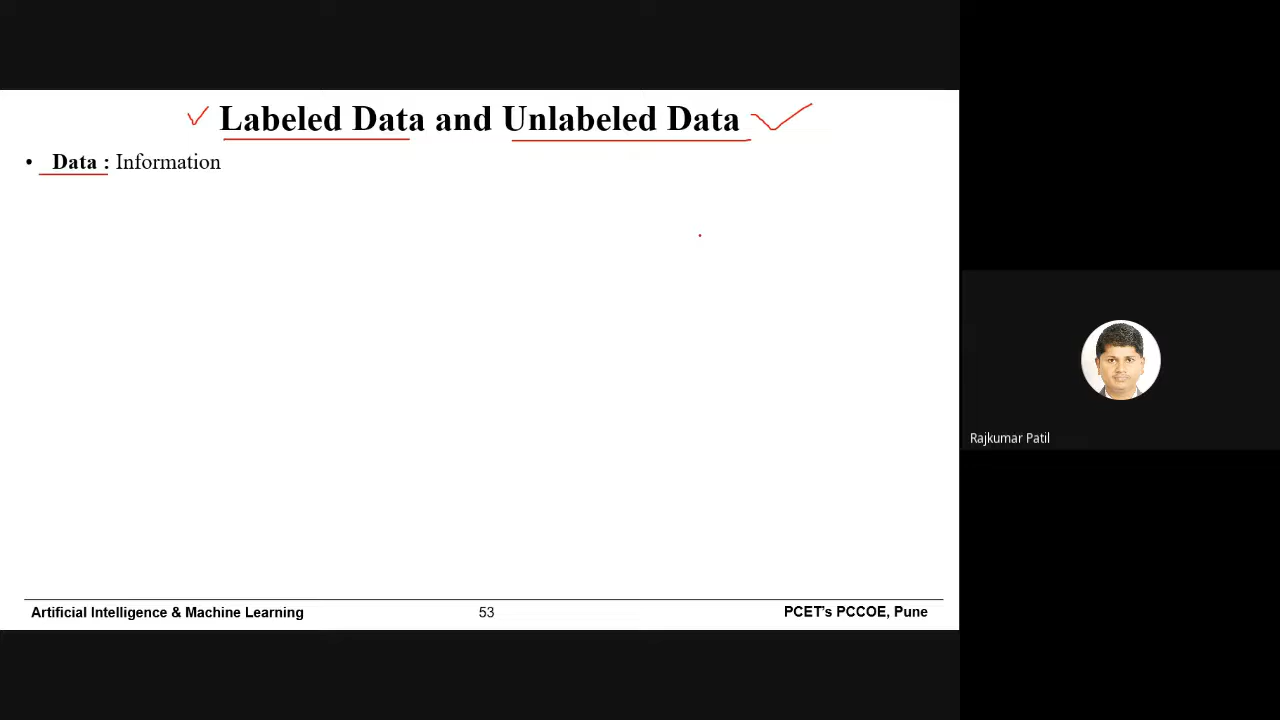 Labeled Data and Unlabeled Data
• Data : Information
Rajkumar Patil
Artificial Intelligence & Machine Learning 53 PCET's PCCOE, Pune